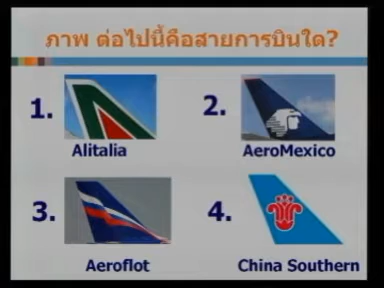 ภาพ ต่อไปนี้คือสายการบินใด?
1.
2.
Alitalia
AeroMexico
3.
4.
Aeroflot
China Southern